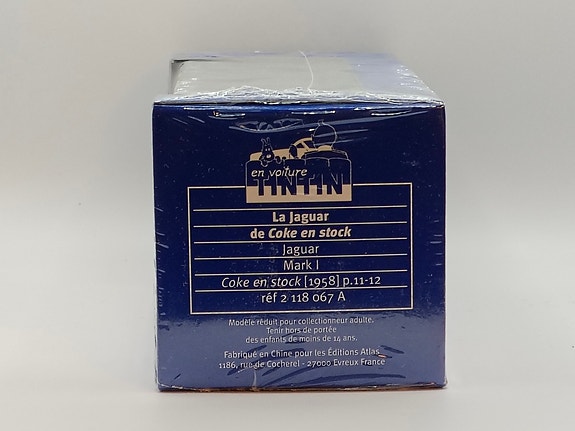 en voiture
TINTIN
La Jaguar
de Coke en stock
Jaguar
Mark I
Coke en stock [1958] p.11-12
réf 2 118 067 A
Modèle réduit pour collectionneur adulte.
Tenir hors de portée
des enfants de moins de 14 ans.
Fabriqué en Chine pour les Éditions Atlas
1186, rue de Cocherel - 27000 Evreux France